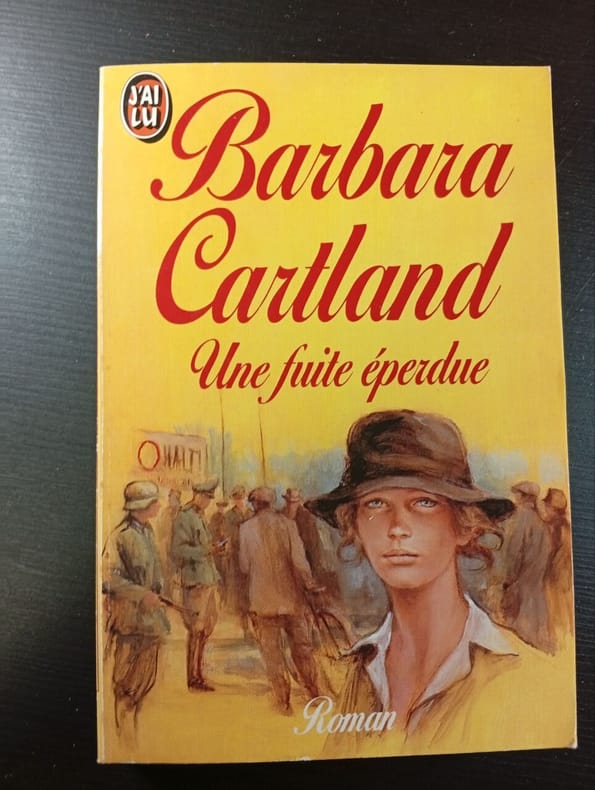 J'AI
LU
Barbara
Cartland
Une fuite éperdue
HALT!
Roman